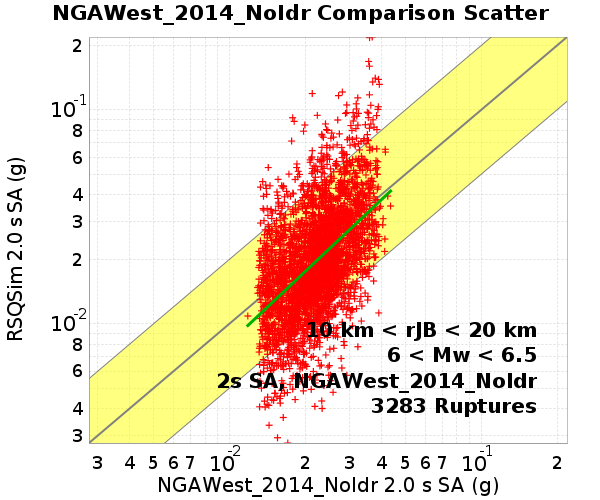 NGAWest_2014_NoIdr Comparison Scatter
RSQSim 2.0 s SA (g)
2
10-1
8
6
4
3
2
10-2
8
6
4
3
10 km < rJB < 20 km
6 < Mw < 6.5
2s SA, NGAWest_2014_NoIdr
3283 Ruptures
3 4 5 6 7 10-2 2 3 4 5 6 7 10-1 2
NGAWest_2014_NoIdr 2.0 s SA (g)